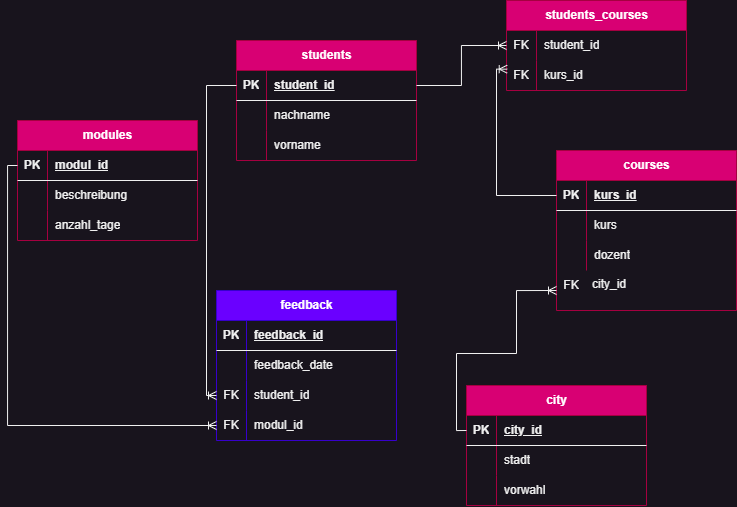 students_courses
FK student_id
FK kurs_id
students
PK student_id
nachname
vorname
modules
PK modul_id
beschreibung
anzahl_tage
courses
PK kurs_id
kurs
dozent
FK city_id
feedback
PK feedback_id
feedback_date
FK student_id
FK modul_id
city
PK city_id
stadt
vorwahl